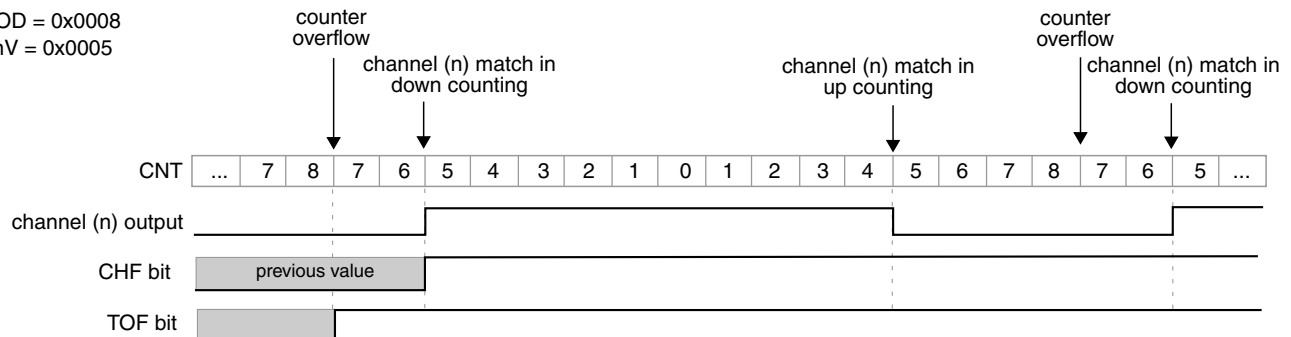 OD = 0x0008
nV = 0x0005
counter
overflow
channel (n) match in
down counting
channel (n) match in
up counting
counter
overflow
channel (n) match in
down counting
CNT ... 7 8 7 6 5 4 3 2 1 0 1 2 3 4 5 6 7 8 7 6 5 ...
channel (n) output
CHF bit previous value
TOF bit